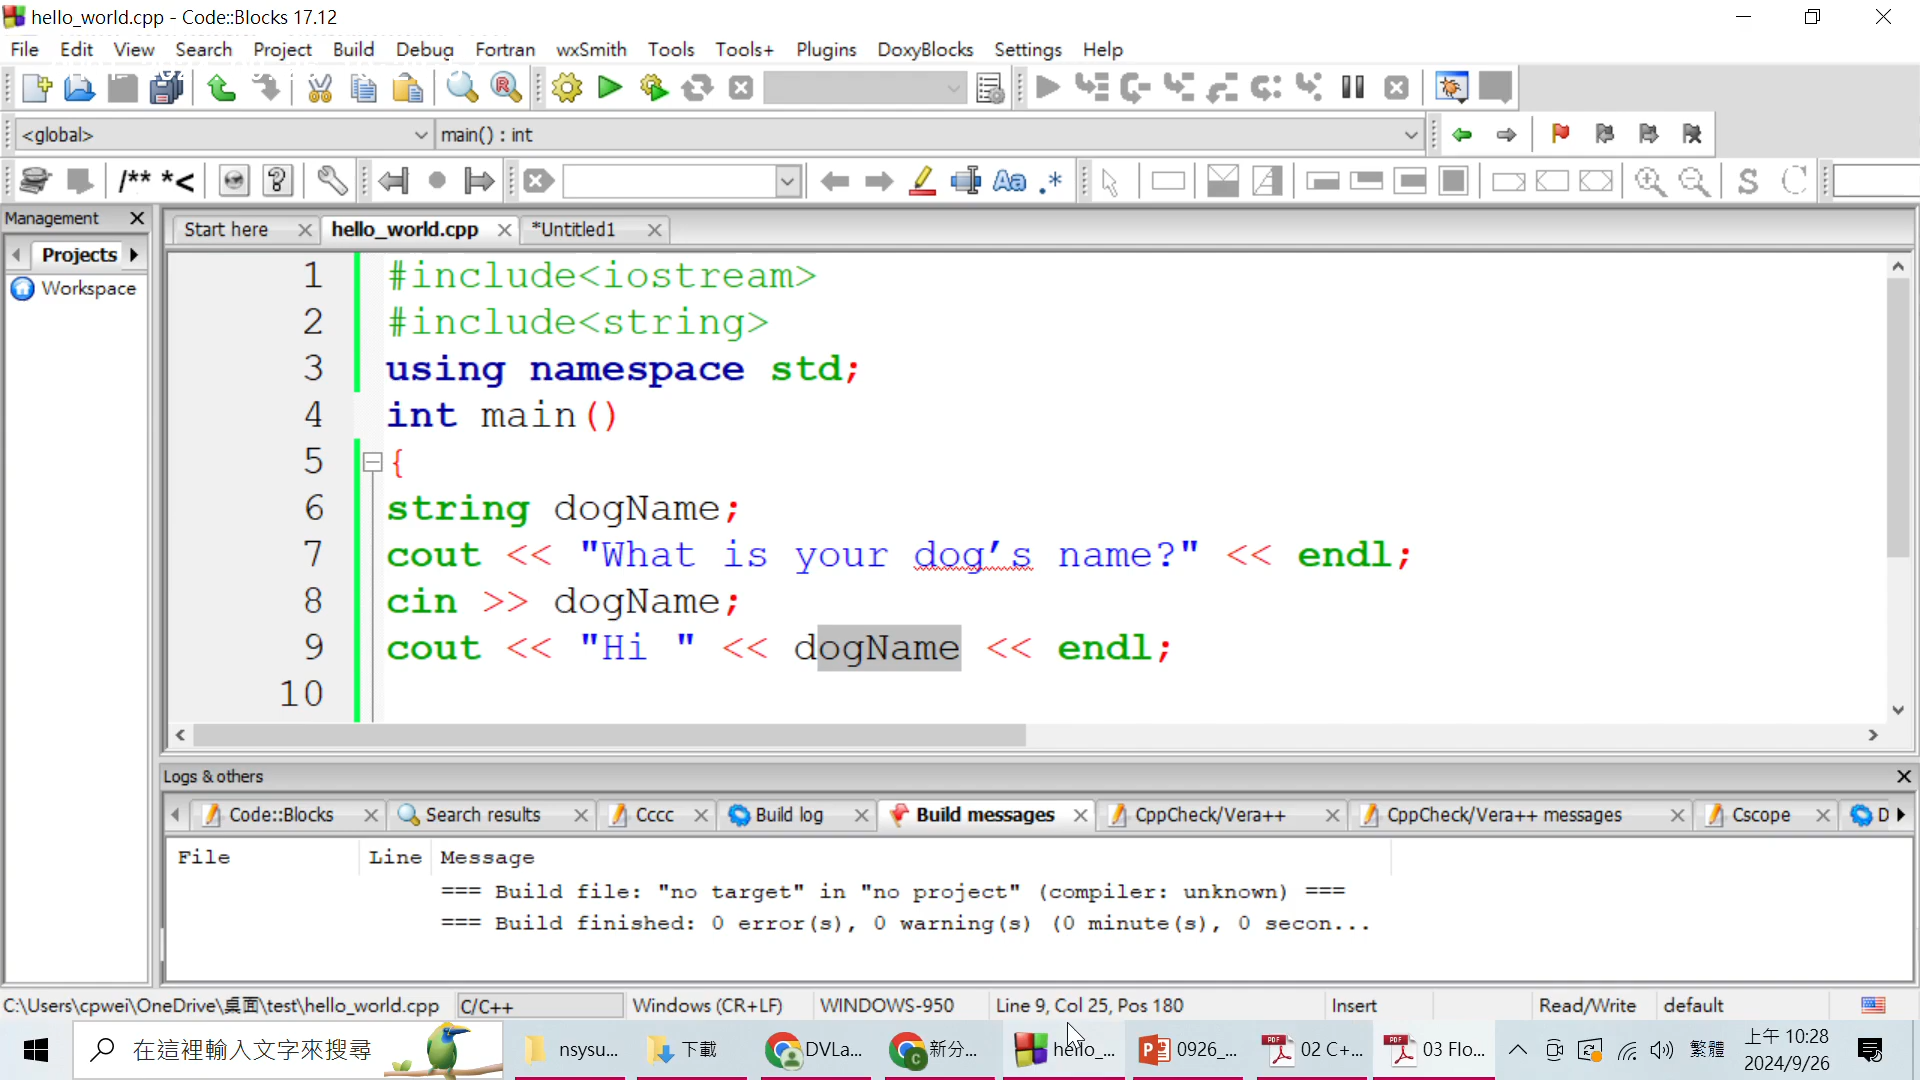 hello_world.cpp - Code::Blocks 17.12
File Edit View Search Project Build Debug Fortran wxSmith Tools Tools+ Plugins DoxyBlocks Settings Help
<global> main() : int
/** *< Aa .* S
Management
Start here hello_world.cpp *Untitled1
Projects
Workspace
1 #include<iostream>
2 #include<string>
3 using namespace std;
4 int main()
5 {
6 string dogName;
7 cout << "What is your dog’s name?" << endl;
8 cin >> dogName;
9 cout << "Hi " << dogName << endl;
10
Logs & others
Code::Blocks Search results Cccc Build log Build messages CppCheck/Vera++ CppCheck/Vera++ messages Cscope D
File Line Message
=== Build file: "no target" in "no project" (compiler: unknown) ===
=== Build finished: 0 error(s), 0 warning(s) (0 minute(s), 0 secon...
C:\Users\cpwei\OneDrive\桌面\test\hello_world.cpp C/C++ Windows (CR+LF) WINDOWS-950 Line 9, Col 25, Pos 180 Insert Read/Write default
在這裡輸入文字來搜尋 nsysu... 下載 DVLa... 新分... hello_... 0926_... 02 C+... 03 Flo... 繁體 上午 10:28
2024/9/26